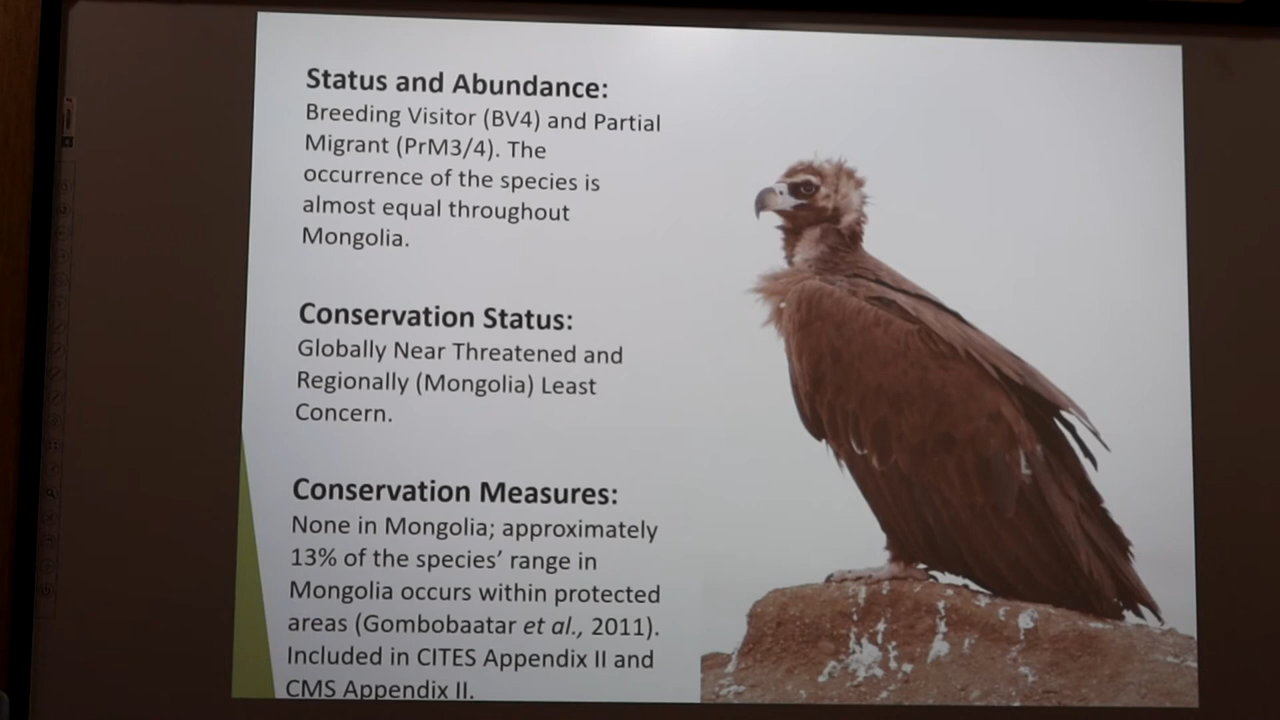 Status and Abundance:
Breeding Visitor (BV4) and Partial
Migrant (PrM3/4). The
occurrence of the species is
almost equal throughout
Mongolia.
Conservation Status:
Globally Near Threatened and
Regionally (Mongolia) Least
Concern.
Conservation Measures:
None in Mongolia; approximately
13% of the species’ range in
Mongolia occurs within protected
areas (Gombobaatar et al., 2011).
Included in CITES Appendix II and
CMS Appendix II.